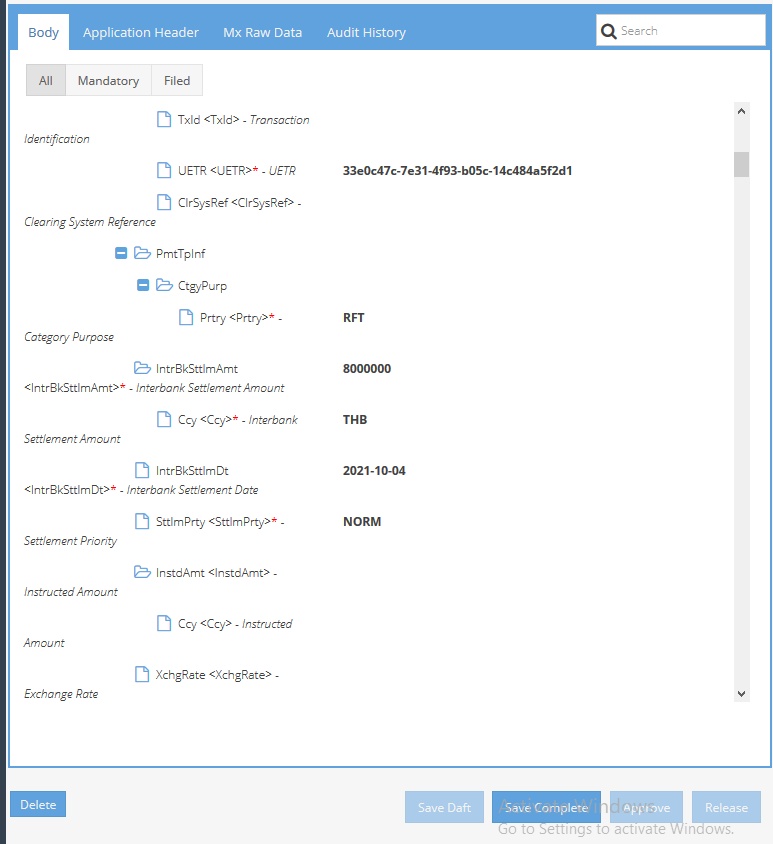 Body Application Header Mx Raw Data Audit History Search
All Mandatory Filed
TxId <TxId> - Transaction
Identification
UETR <UETR>* - UETR 33e0c47c-7e31-4f93-b05c-14c484a5f2d1
ClrSysRef <ClrSysRef> -
Clearing System Reference
PmtTpInf
CtgyPurp
Prtry <Prtry>* - RFT
Category Purpose
IntrBkSttlmAmt 8000000
<IntrBkSttlmAmt>* - Interbank Settlement Amount
Ccy <Ccy>* - Interbank THB
Settlement Amount
IntrBkSttlmDt 2021-10-04
<IntrBkSttlmDt>* - Interbank Settlement Date
SttlmPrty <SttlmPrty>* - NORM
Settlement Priority
InstdAmt <InstdAmt> -
Instructed Amount
Ccy <Ccy> - Instructed
Amount
XchgRate <XchgRate> -
Exchange Rate
Delete Save Daft Save Complete Approve Release
Activate Windows
Go to Settings to activate Windows.